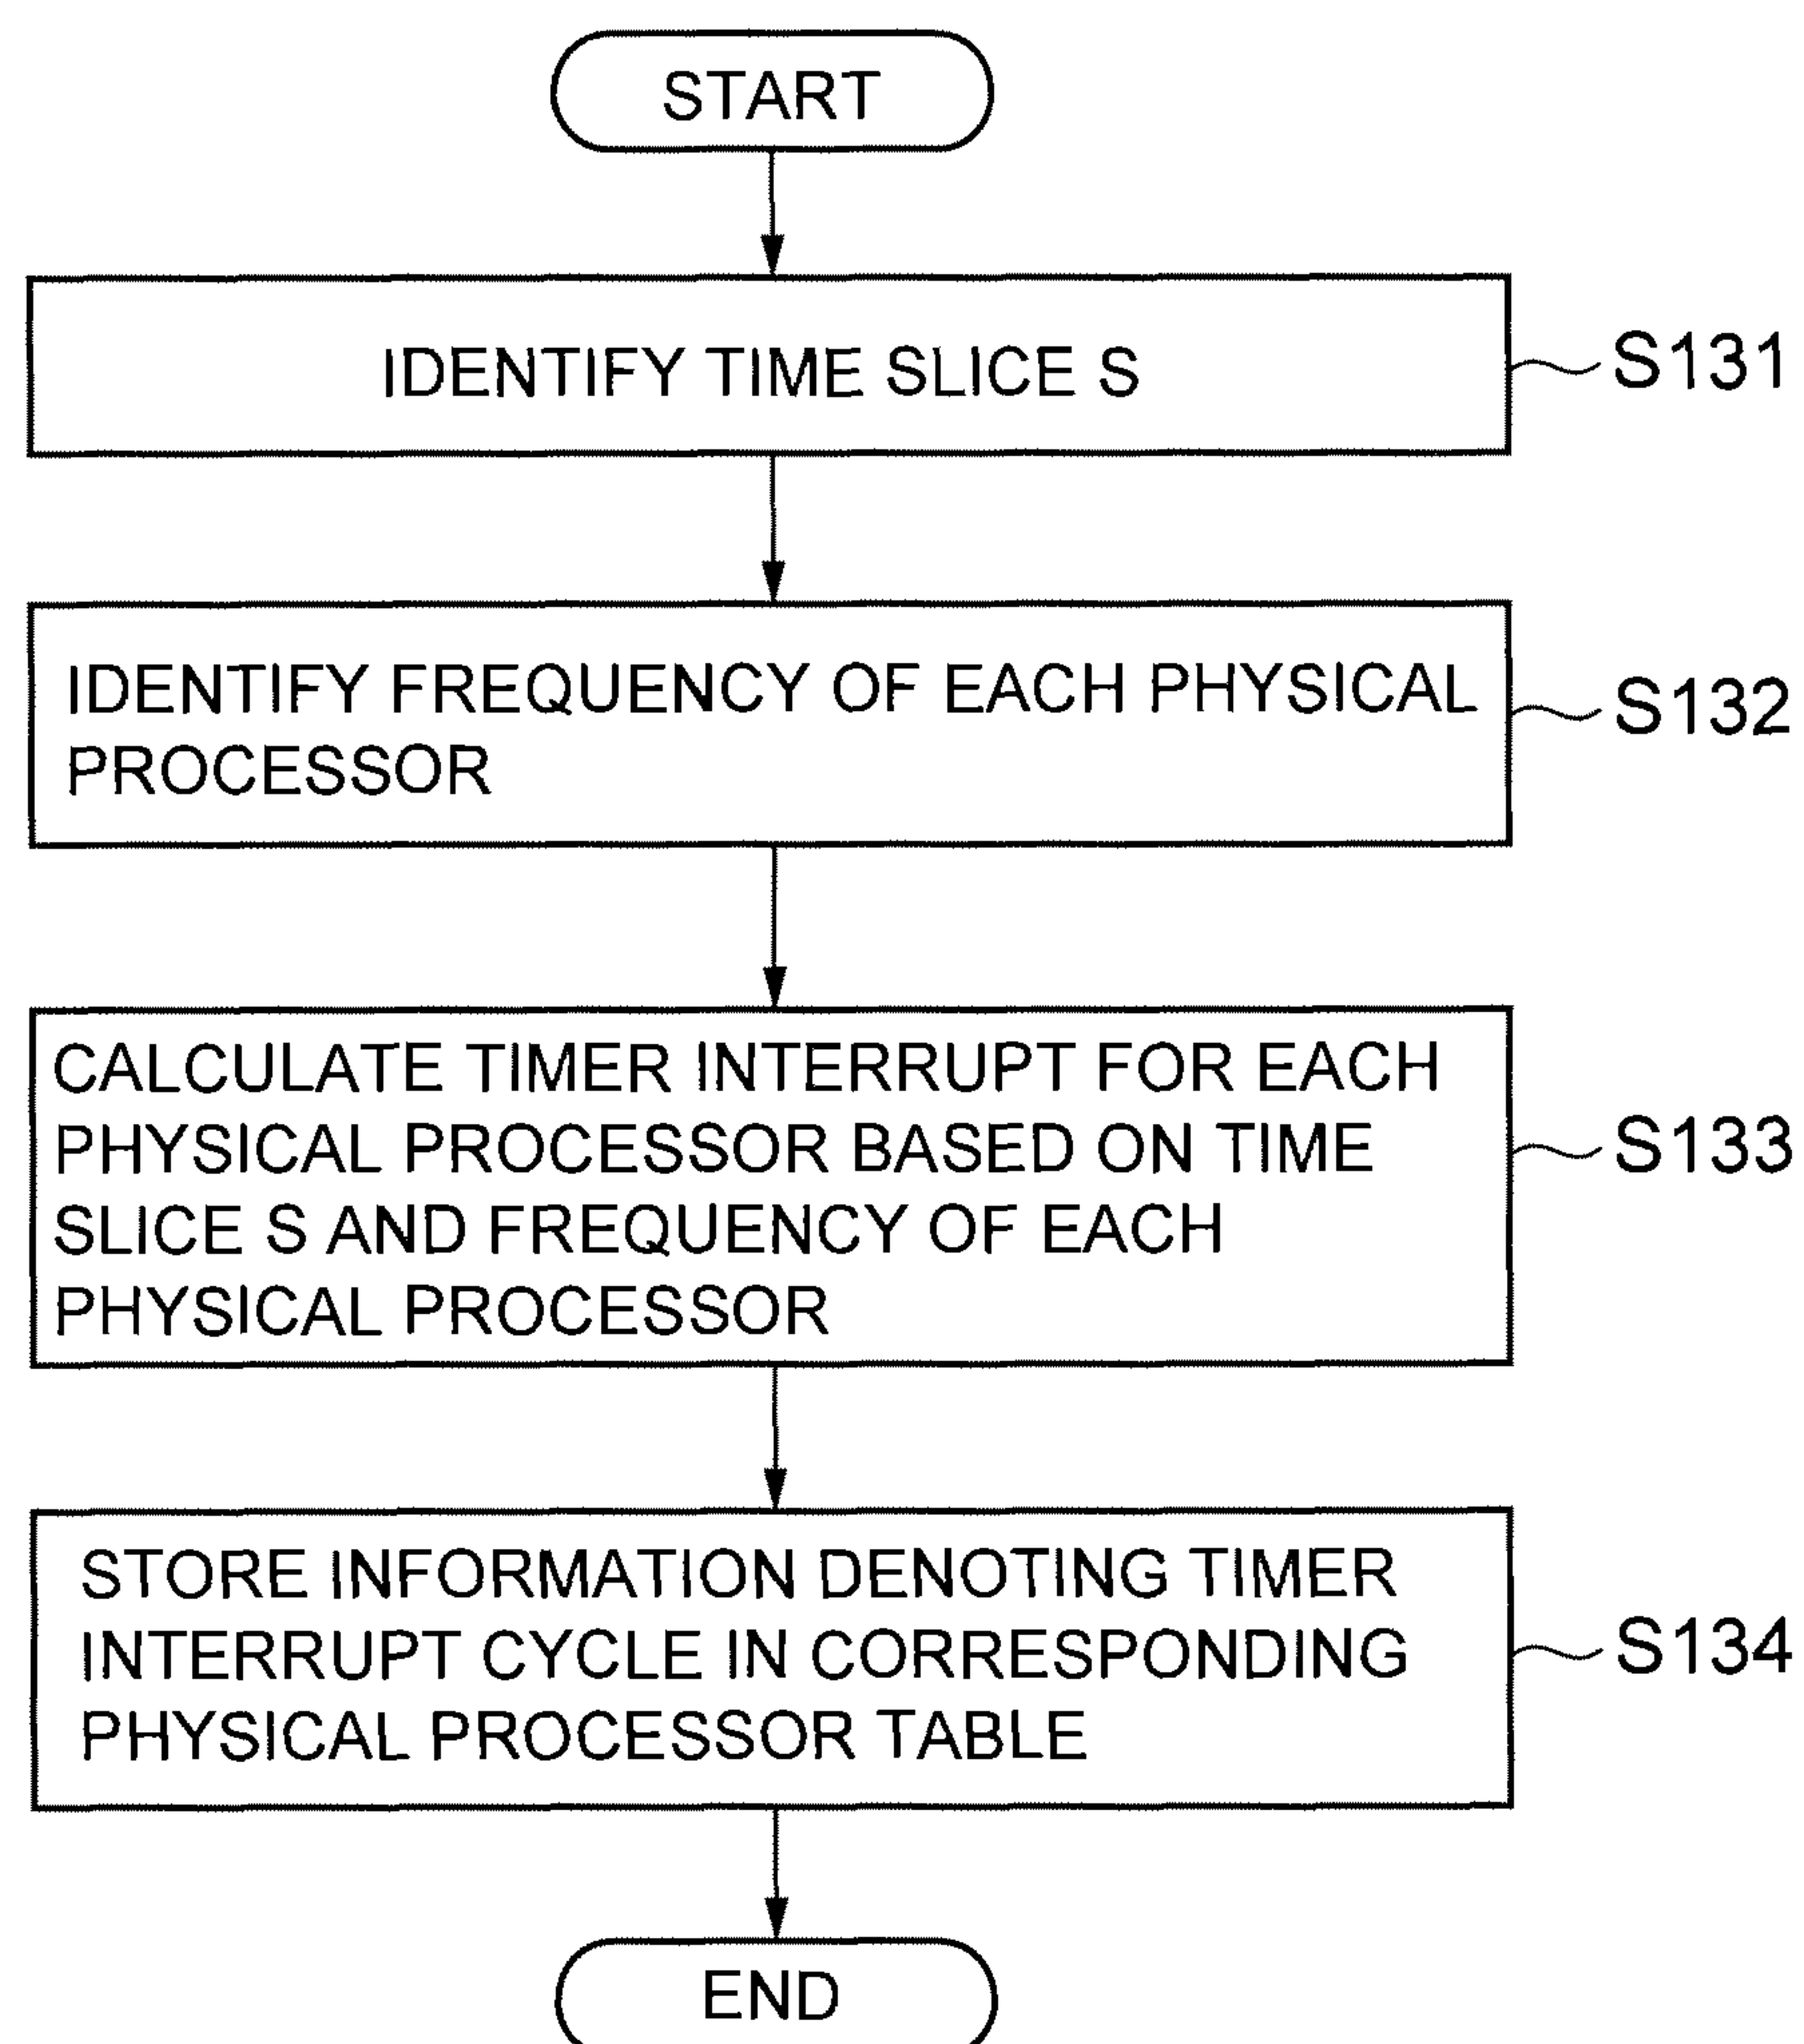 START
IDENTIFY TIME SLICE S
S131
IDENTIFY FREQUENCY OF EACH PHYSICAL
PROCESSOR
S132
CALCULATE TIMER INTERRUPT FOR EACH
PHYSICAL PROCESSOR BASED ON TIME
SLICE S AND FREQUENCY OF EACH
PHYSICAL PROCESSOR
S133
STORE INFORMATION DENOTING TIMER
INTERRUPT CYCLE IN CORRESPONDING
PHYSICAL PROCESSOR TABLE
S134
END